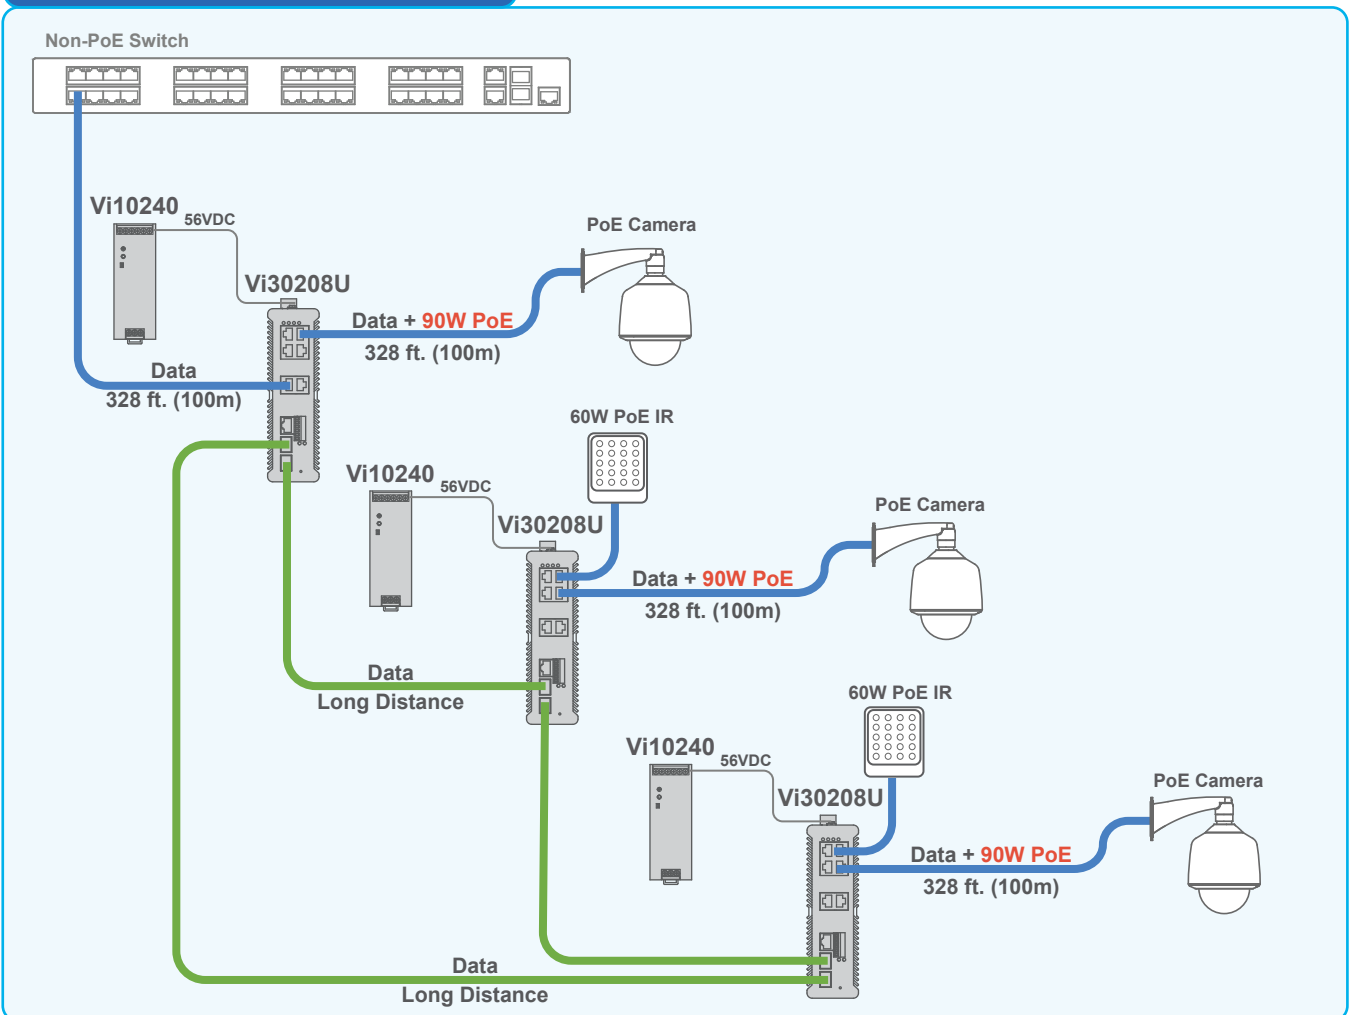 Non-PoE Switch
Vi10240
56VDC
Vi30208U
PoE Camera
Data + 90W PoE
328 ft. (100m)
Data
328 ft. (100m)
60W PoE IR
Vi10240
56VDC
Vi30208U
PoE Camera
Data + 90W PoE
328 ft. (100m)
Data
Long Distance
60W PoE IR
Vi10240
56VDC
Vi30208U
PoE Camera
Data + 90W PoE
328 ft. (100m)
Data
Long Distance